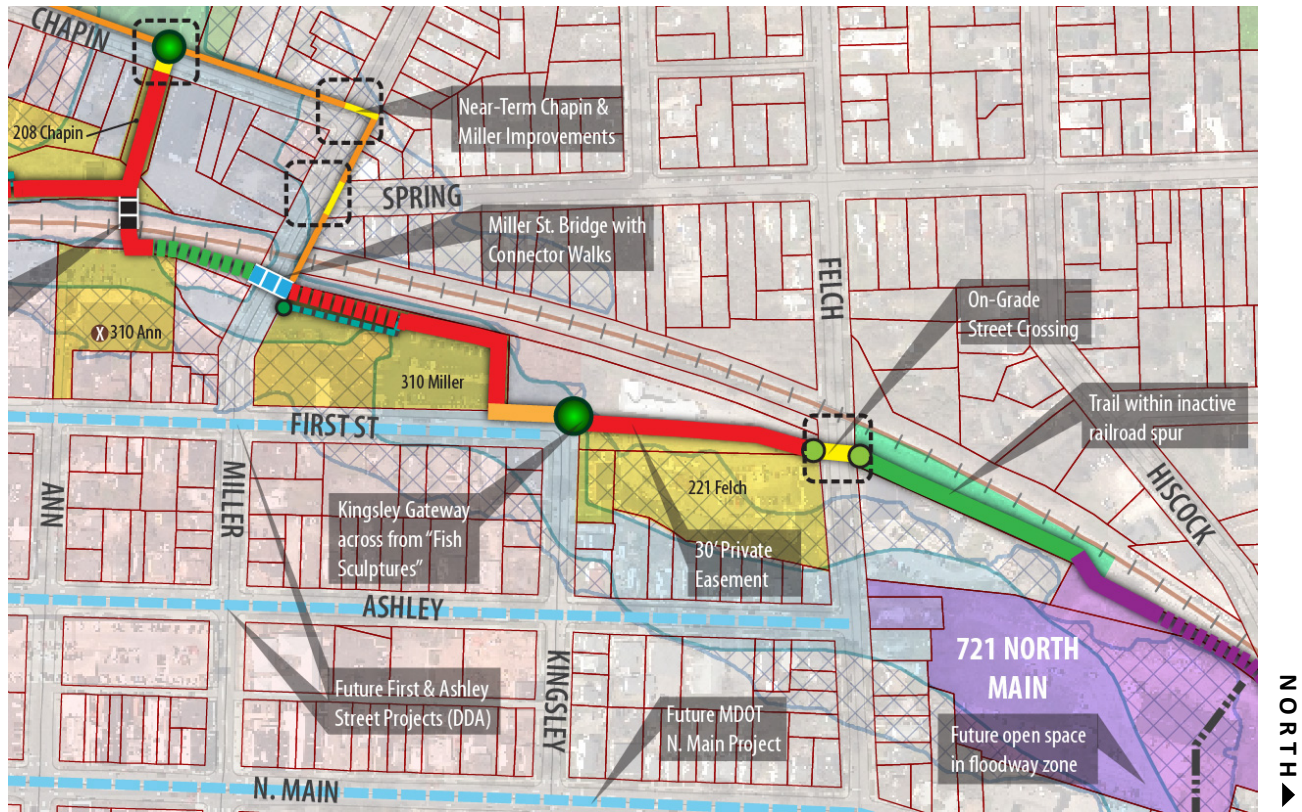 CHAPIN
208 Chapin
Near-Term Chapin &
Miller Improvements
SPRING
Miller St. Bridge with
Connector Walks
FELCH
On-Grade
Street Crossing
X 310 Ann
310 Miller
Trail within inactive
railroad spur
FIRST ST
HISCOCK
ANN
MILLER
221 Felch
Kingsley Gateway
across from “Fish
Sculptures”
30' Private
Easement
ASHLEY
KINGSLEY
721 NORTH
MAIN
Future First & Ashley
Street Projects (DDA)
Future MDOT
N. Main Project
Future open space
in floodway zone
N. MAIN
NORTH